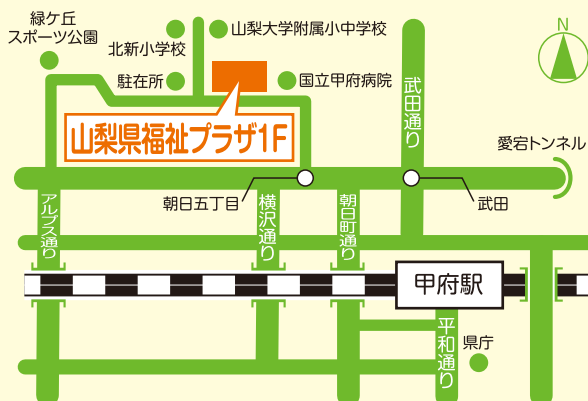 緑ケ丘
スポーツ公園
北新小学校
山梨大学附属小中学校
駐在所
国立甲府病院
N
山梨県福祉プラザ1F
武田通り
愛宕トンネル
朝日五丁目
武田
アルプス通り
横沢通り
朝日町通り
甲府駅
平和通り
県庁